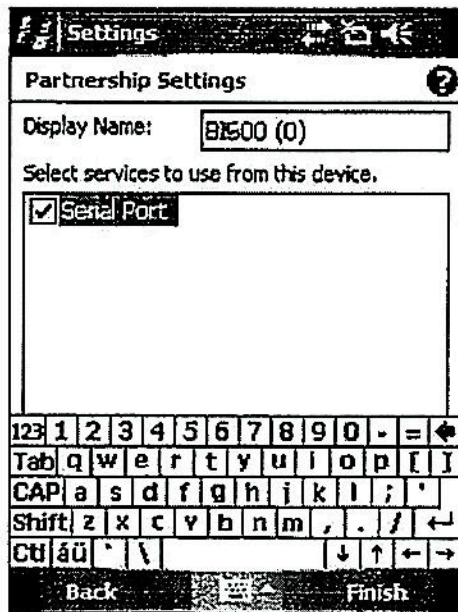 Settings
Partnership Settings ?
Display Name: (0)
Select services to use from this device.
Serial Port
123 1 2 3 4 5 6 7 8 9 0 - = ←
Tab q w e r t y u i o p [ ]
CAP a s d f g h j k l ; '
Shift z x c v b n m , . / ↵
Ctl áü ` \ ↓ ↑ ← →
Back Finish